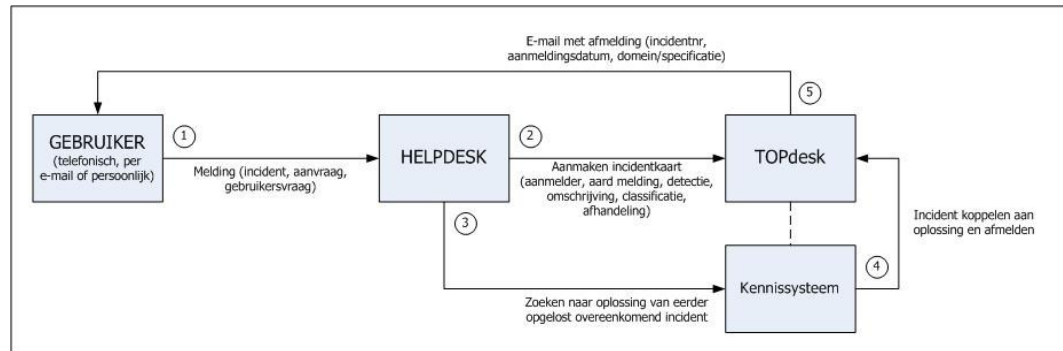 E-mail met afmelding (incidentnr,
aanmeldingsdatum, domein/specificatie)
5
GEBRUIKER
(telefonisch, per
e-mail of persoonlijk)
1
Melding (incident, aanvraag,
gebruikersvraag)
HELPDESK
2
Aanmaken incidentkaart
(aanmelder, aard melding, detectie,
omschrijving, classificatie,
afhandeling)
TOPdesk
3
Zoeken naar oplossing van eerder
opgelost overeenkomend incident
Kennissysteem
4
Incident koppelen aan
oplossing en afmelden